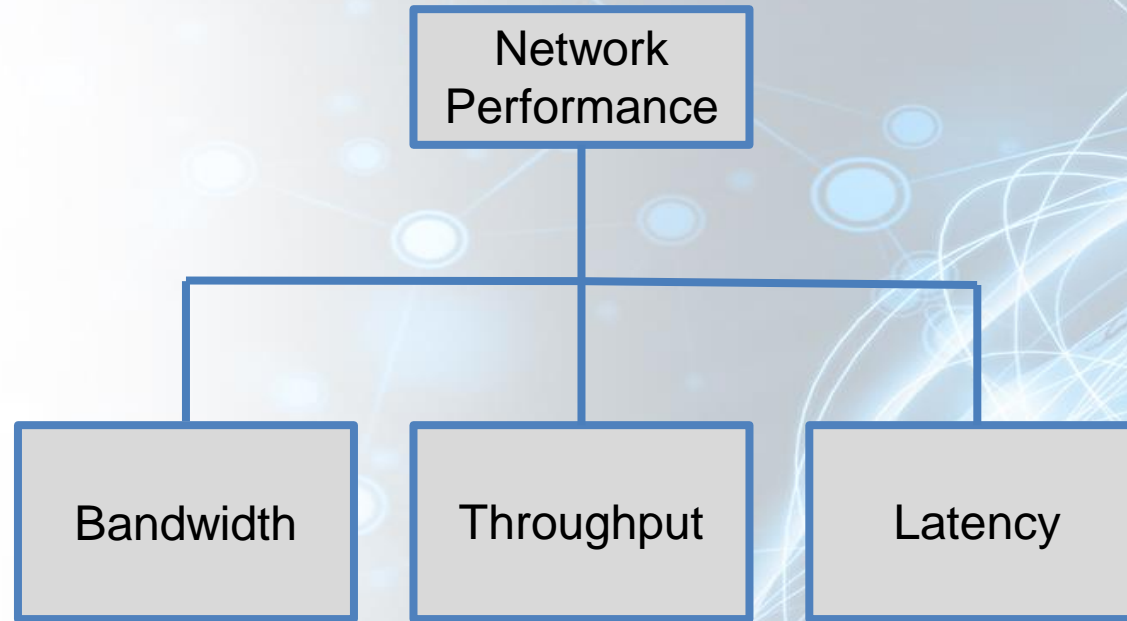 Network
Performance
Bandwidth
Throughput
Latency